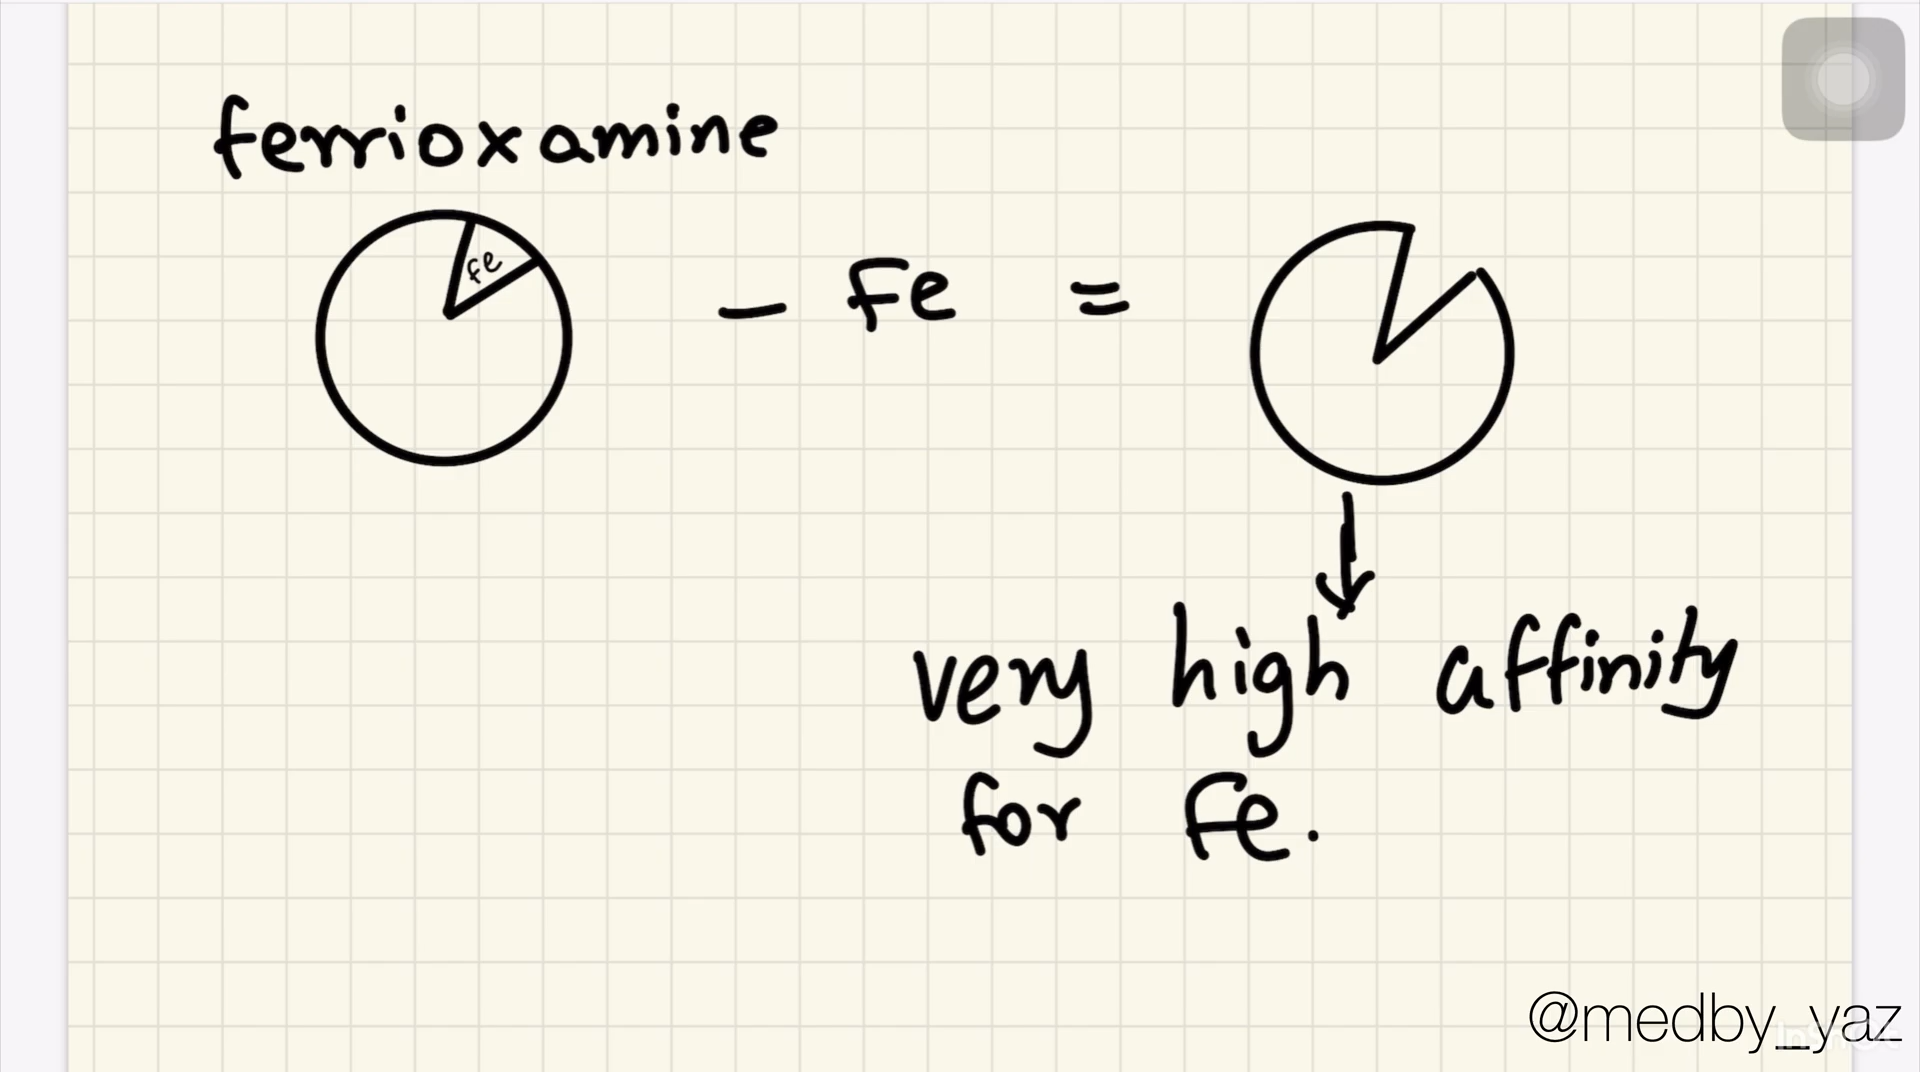 ferrioxamine
fe
- Fe =
very high affinity
for Fe.
@medby_yaz